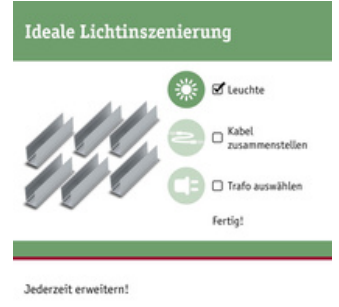 Ideale Lichtinszenierung
Leuchte
Kabel
zusammenstellen
Trafo auswählen
Fertig!
Jederzeit erweitern!